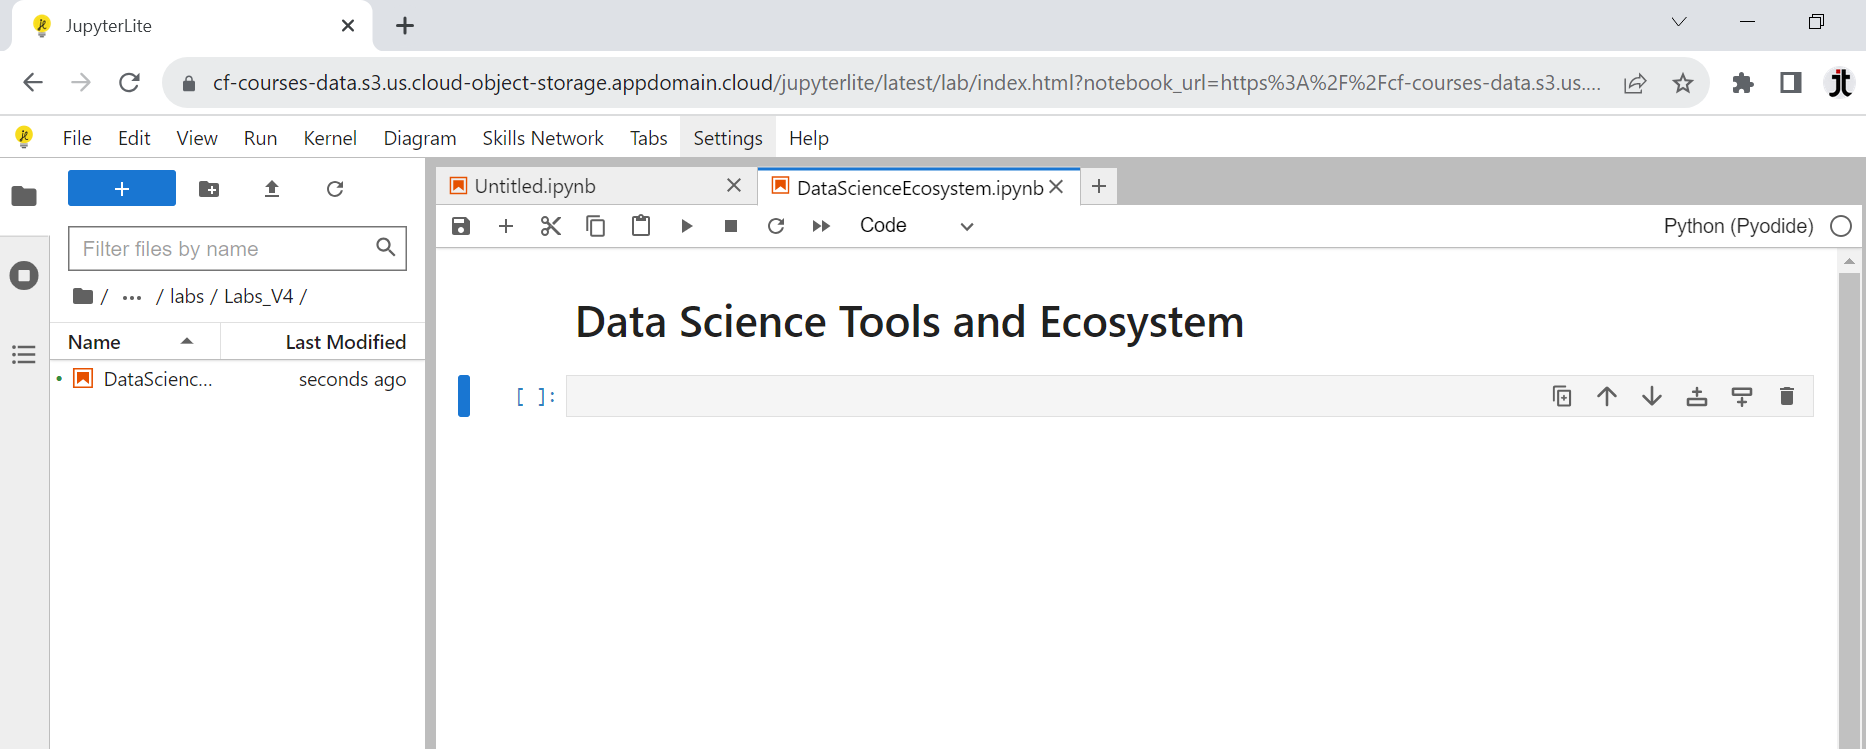 JupyterLite
cf-courses-data.s3.us.cloud-object-storage.appdomain.cloud/jupyterlite/latest/lab/index.html?notebook_url=https%3A%2F%2Fcf-courses-data.s3.us....
jt
File Edit View Run Kernel Diagram Skills Network Tabs Settings Help
+
Untitled.ipynb
DataScienceEcosystem.ipynb
Code
Python (Pyodide)
Filter files by name
/ ... / labs / Labs_V4 /
Name Last Modified
DataScienc... seconds ago
Data Science Tools and Ecosystem
[ ]: